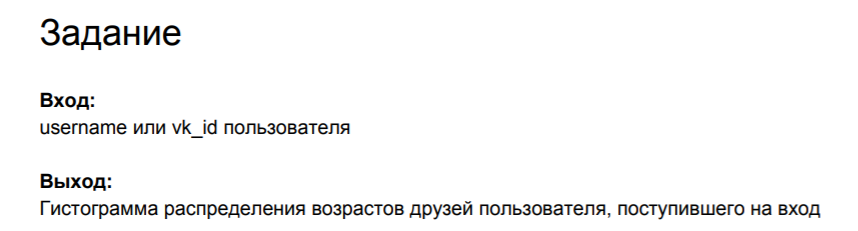 Задание
Вход:
username или vk_id пользователя
Выход:
Гистограмма распределения возрастов друзей пользователя, поступившего на вход